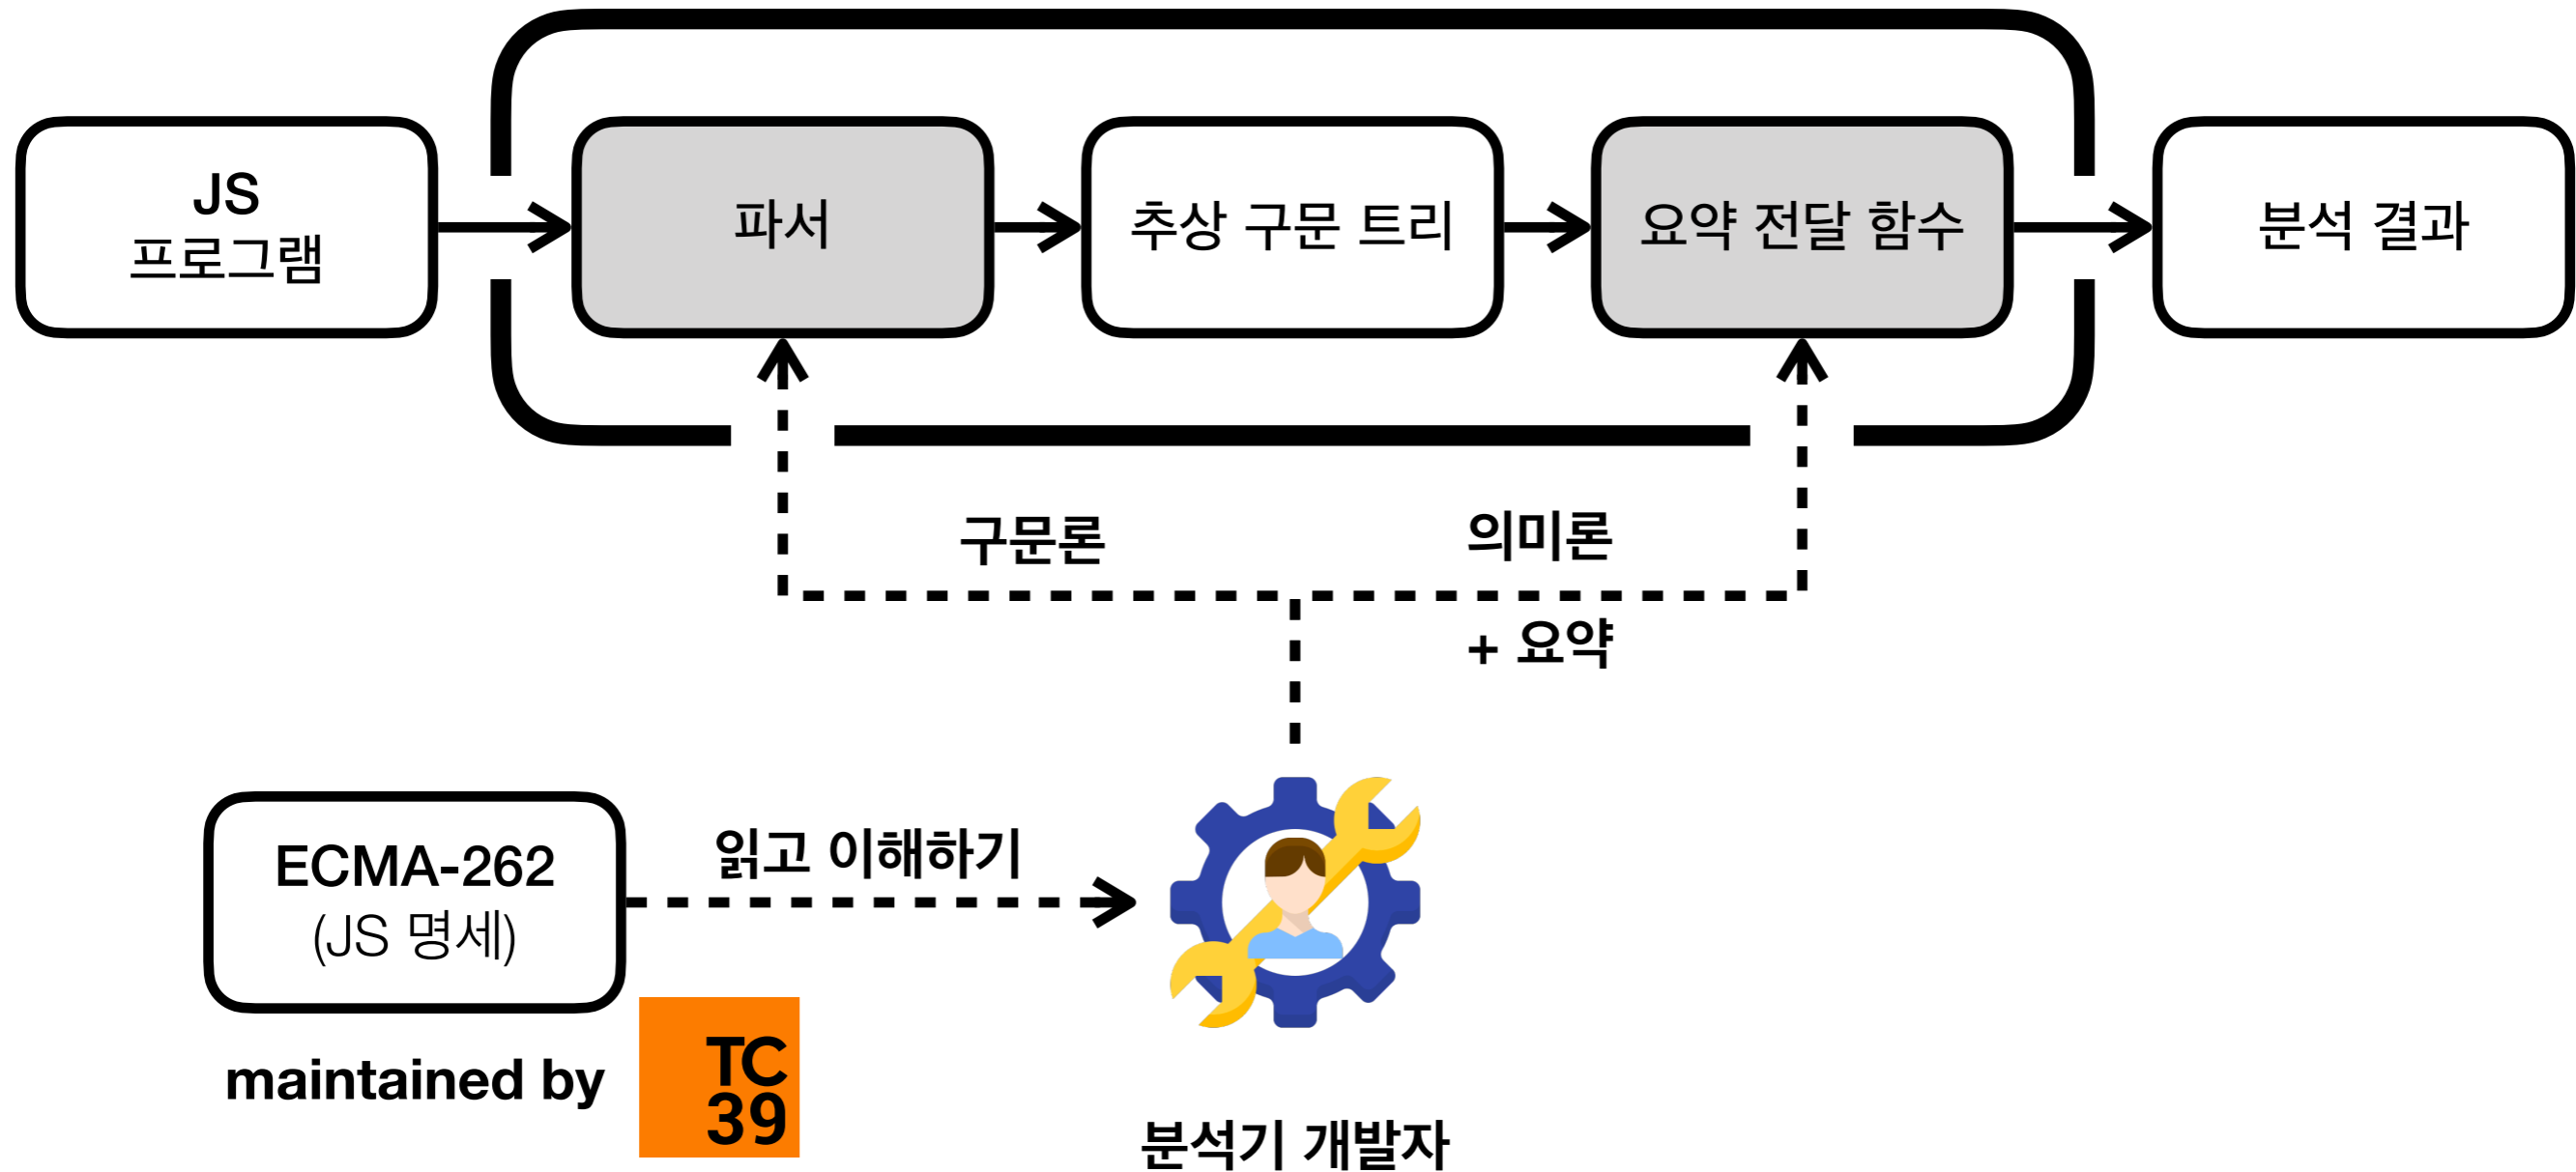 JS
프로그램
파서
추상 구문 트리
요약 전달 함수
분석 결과
구문론
의미론
+ 요약
ECMA-262
(JS 명세)
읽고 이해하기
maintained by
TC
39
분석기 개발자